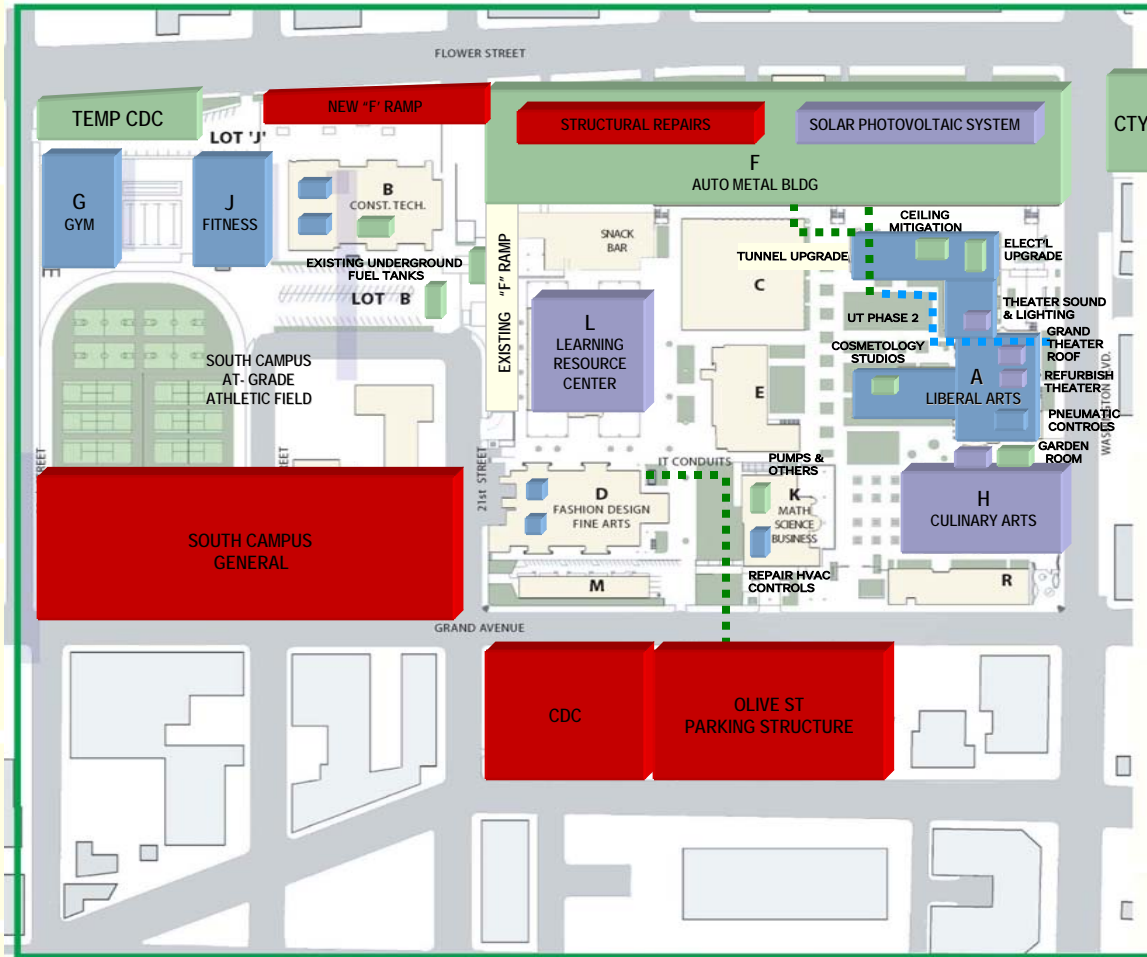 FLOWER STREET
TEMP CDC
LOT 'J'
NEW "F' RAMP
STRUCTURAL REPAIRS
SOLAR PHOTOVOLTAIC SYSTEM
CTY
F
AUTO METAL BLDG
G
GYM
J
FITNESS
B
CONST. TECH.
EXISTING UNDERGROUND
FUEL TANKS
LOT B
EXISTING "F" RAMP
SNACK
BAR
C
TUNNEL UPGRADE
CEILING
MITIGATION
ELECT'L
UPGRADE
UT PHASE 2
THEATER SOUND
& LIGHTING
GRAND
THEATER
ROOF
REFURBISH
THEATER
COSMETOLOGY
STUDIOS
A
LIBERAL ARTS
PNEUMATIC
CONTROLS
GARDEN
ROOM
WASHINGTON BLVD.
L
LEARNING
RESOURCE
CENTER
E
SOUTH CAMPUS
AT- GRADE
ATHLETIC FIELD
STREET
STREET
21st STREET
IT CONDUITS
PUMPS &
OTHERS
D
FASHION DESIGN
FINE ARTS
K
MATH
SCIENCE
BUSINESS
H
CULINARY ARTS
SOUTH CAMPUS
GENERAL
M
REPAIR HVAC
CONTROLS
R
GRAND AVENUE
CDC
OLIVE ST
PARKING STRUCTURE